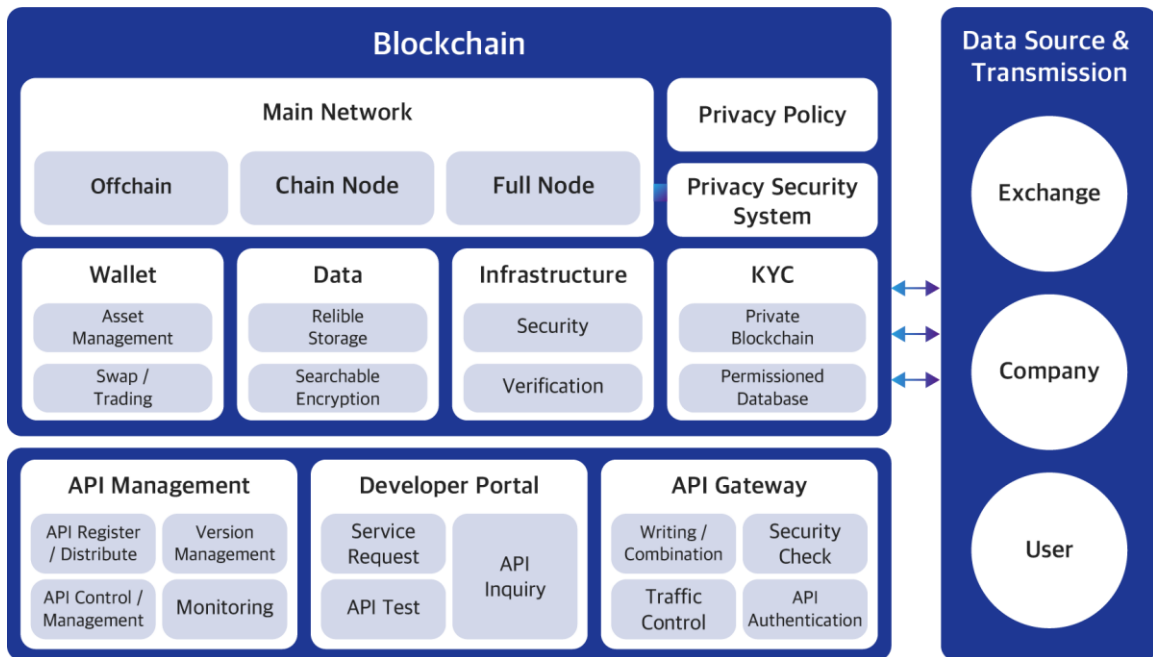 Blockchain
Main Network
Offchain
Chain Node
Full Node
Privacy Policy
Privacy Security
System
Wallet
Asset
Management
Swap /
Trading
Data
Relible
Storage
Searchable
Encryption
Infrastructure
Security
Verification
KYC
Private
Blockchain
Permissioned
Database
API Management
API Register
/ Distribute
Version
Management
API Control /
Management
Monitoring
Developer Portal
Service
Request
API Test
API
Inquiry
API Gateway
Writing /
Combination
Security
Check
Traffic
Control
API
Authentication
Data Source &
Transmission
Exchange
Company
User